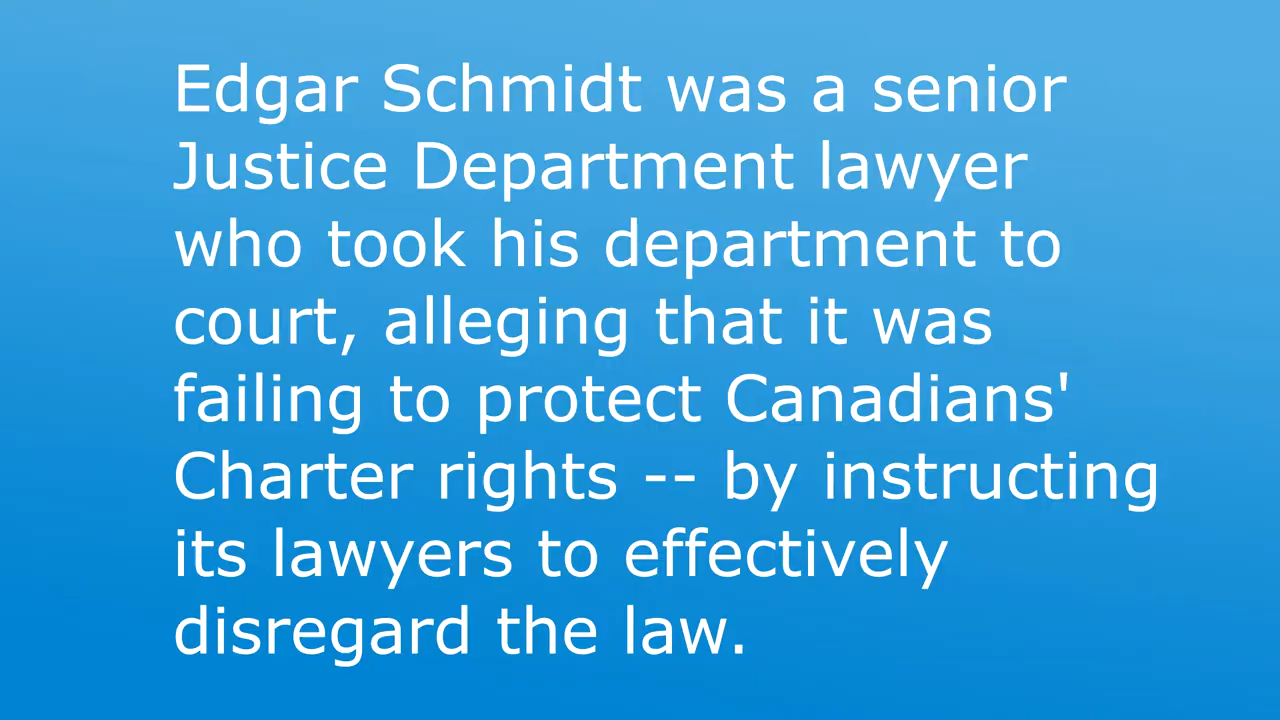 Edgar Schmidt was a senior
Justice Department lawyer
who took his department to
court, alleging that it was
failing to protect Canadians'
Charter rights -- by instructing
its lawyers to effectively
disregard the law.